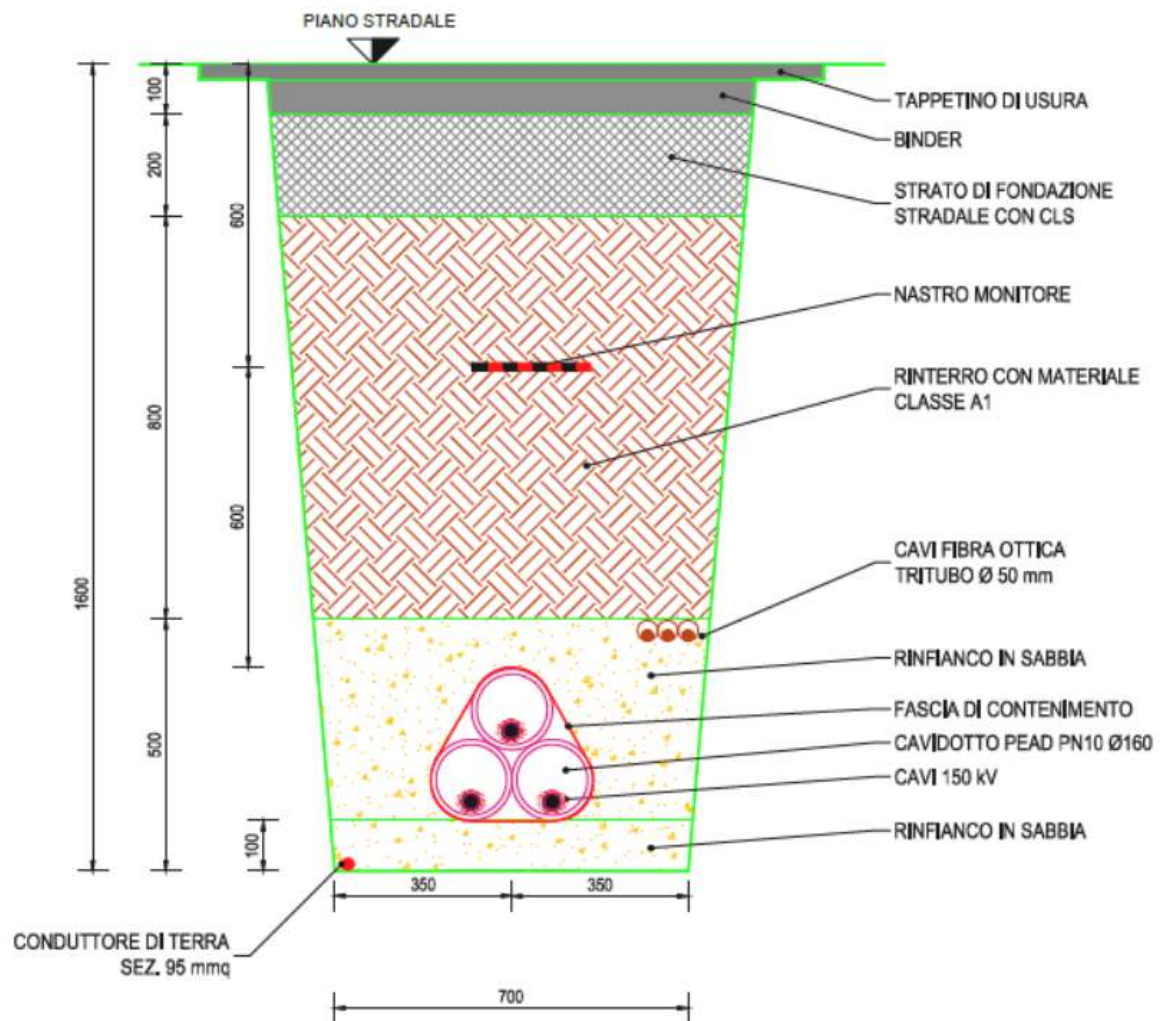 PIANO STRADALE
100
200
600
800
600
1600
500
100
TAPPETINO DI USURA
BINDER
STRATO DI FONDAZIONE
STRADALE CON CLS
NASTRO MONITORE
RINTERRO CON MATERIALE
CLASSE A1
CAVI FIBRA OTTICA
TRITUBO Ø 50 mm
RINFIANCO IN SABBIA
FASCIA DI CONTENIMENTO
CAVIDOTTO PEAD PN10 Ø160
CAVI 150 kV
RINFIANCO IN SABBIA
350
350
CONDUTTORE DI TERRA
SEZ. 95 mmq
700